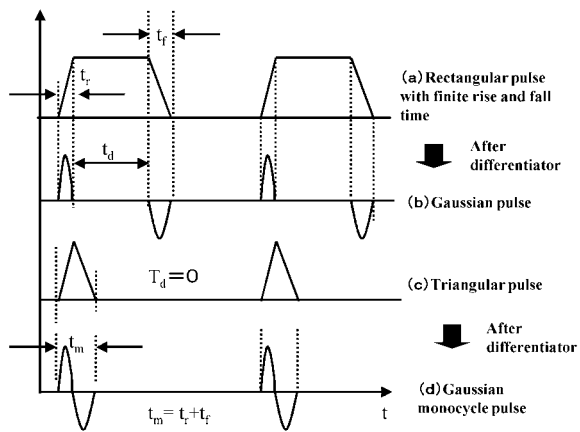 t_f
t_r
(a) Rectangular pulse
with finite rise and fall
time
t_d
After
differentiator
(b) Gaussian pulse
T_d=0
(c) Triangular pulse
t_m
After
differentiator
(d) Gaussian
monocycle pulse
t_m= t_r+t_f
t